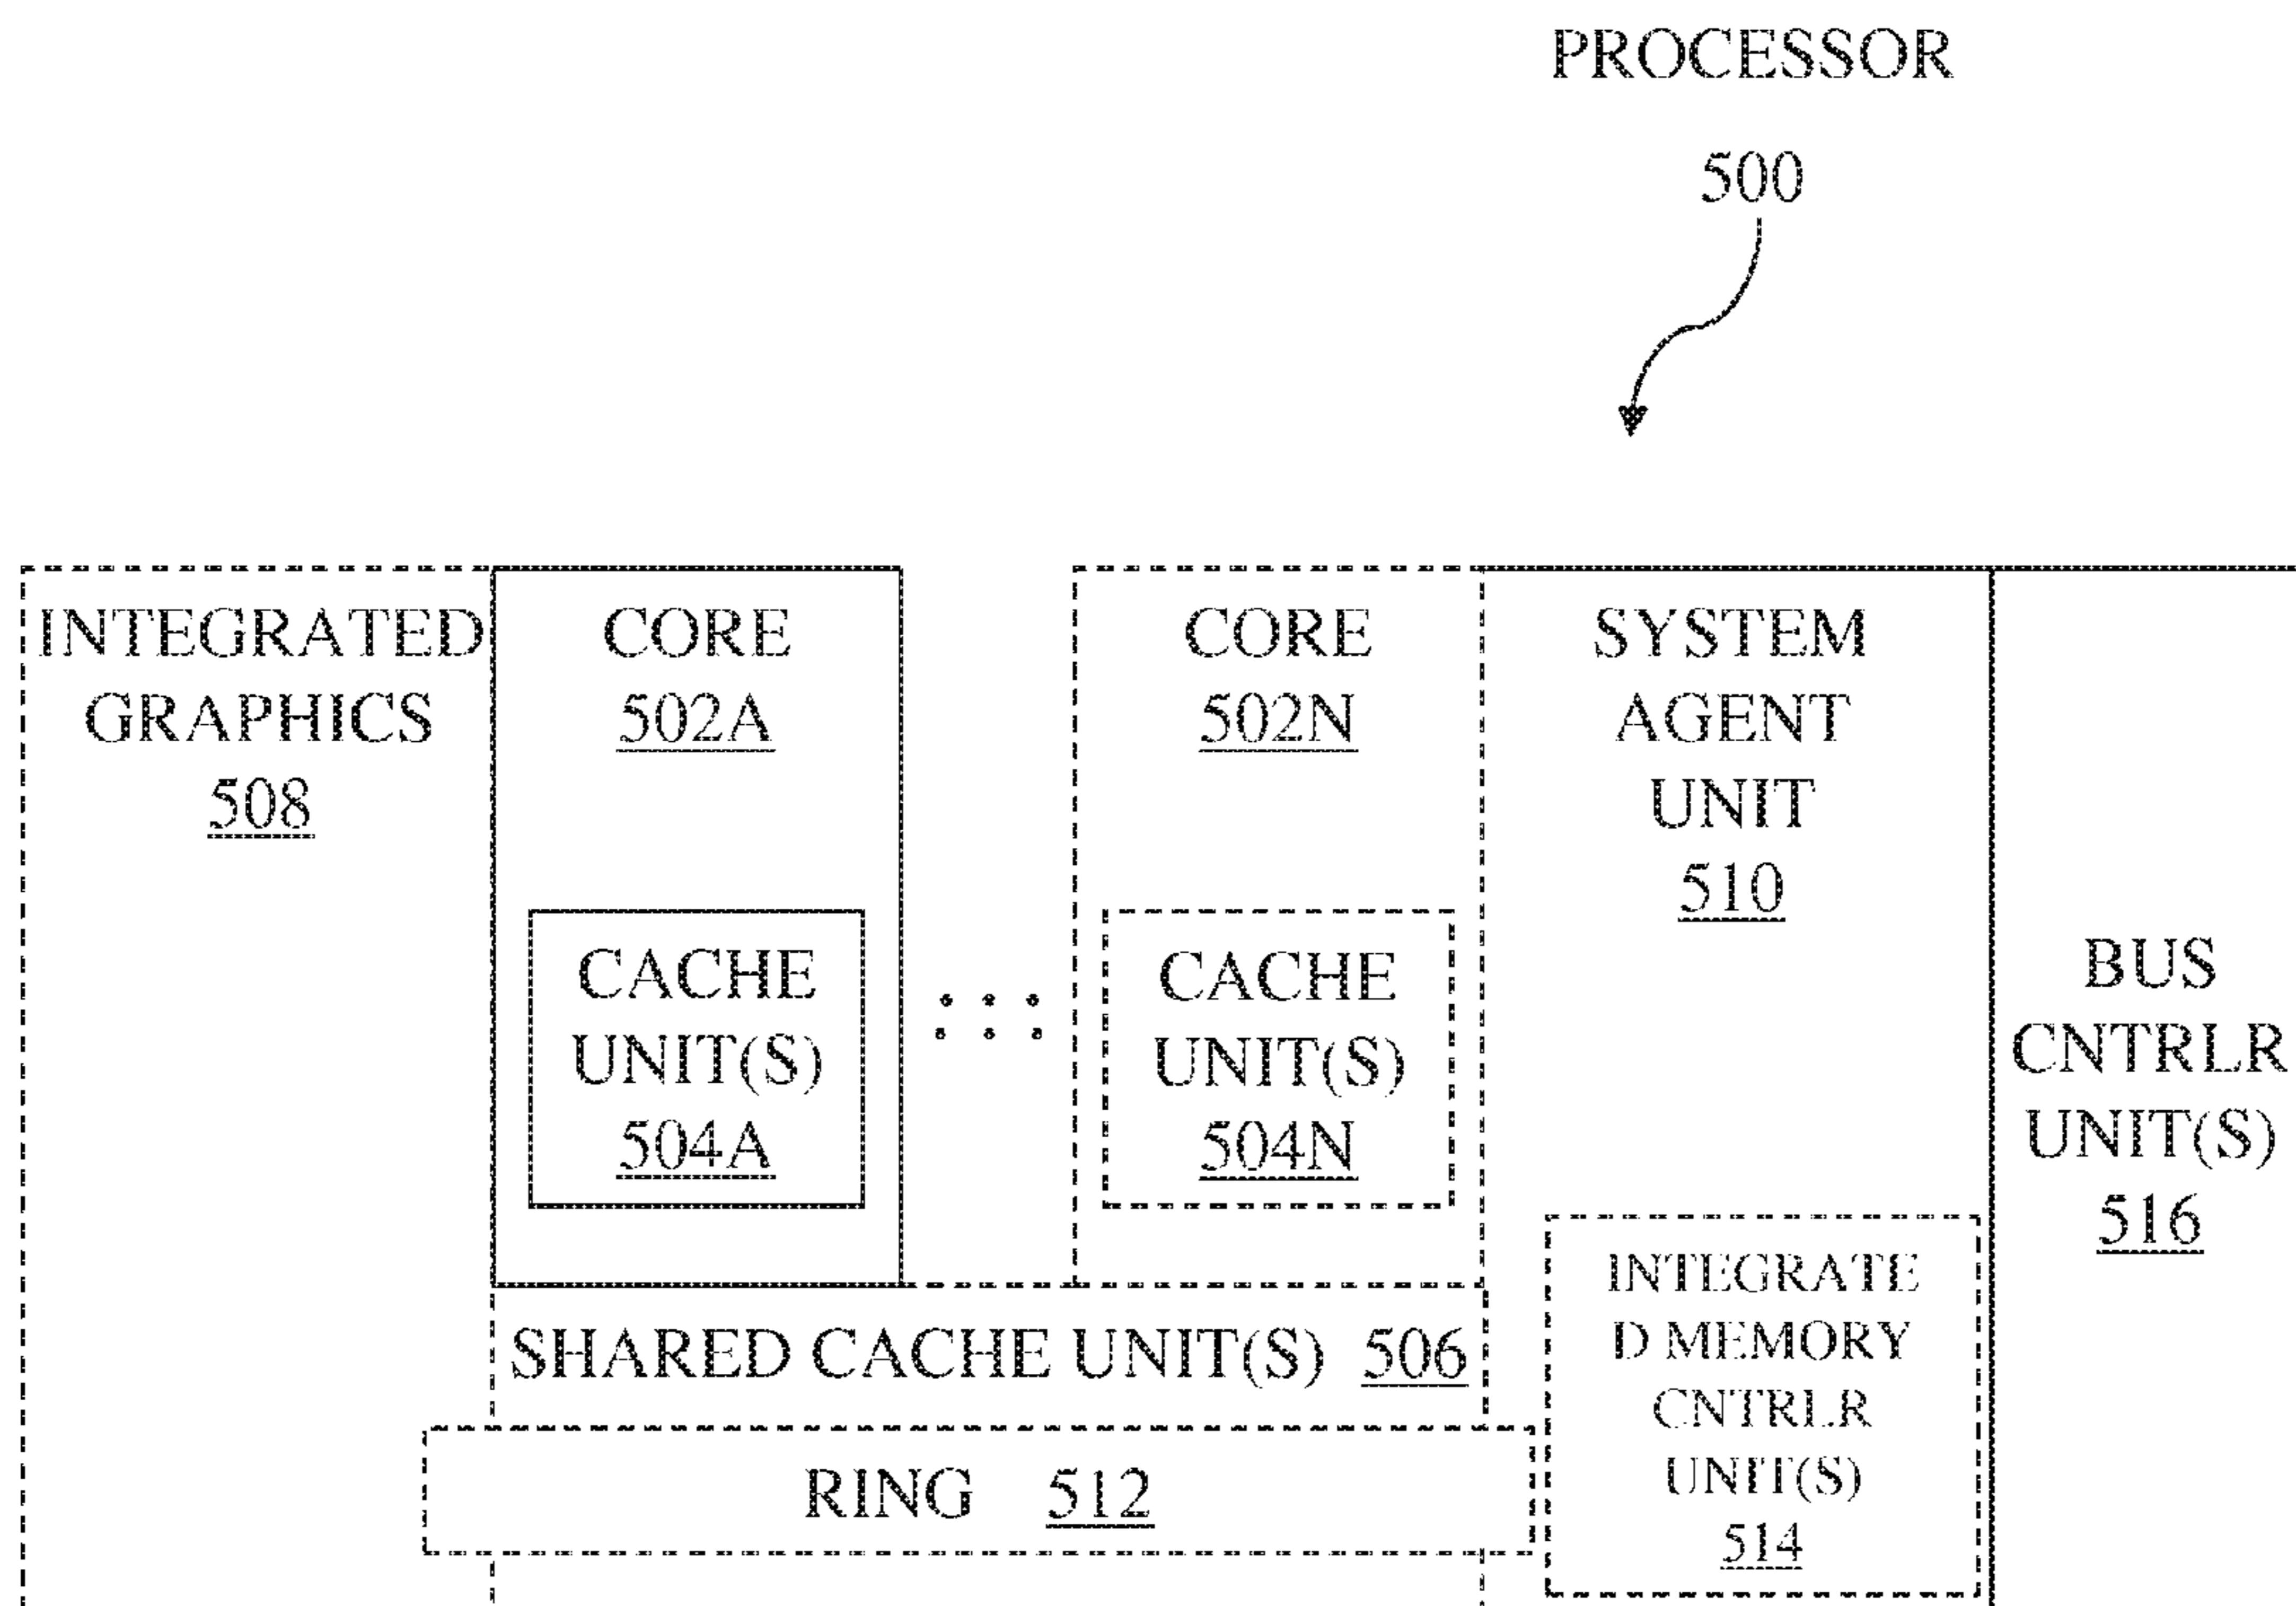 PROCESSOR
500
INTEGRATED
GRAPHICS
508
CORE
502A
CACHE
UNIT(S)
504A
CORE
502N
CACHE
UNIT(S)
504N
SYSTEM
AGENT
UNIT
510
INTEGRATE
D MEMORY
CNTRLR
UNIT(S)
514
BUS
CNTRLR
UNIT(S)
516
SHARED CACHE UNIT(S) 506
RING 512